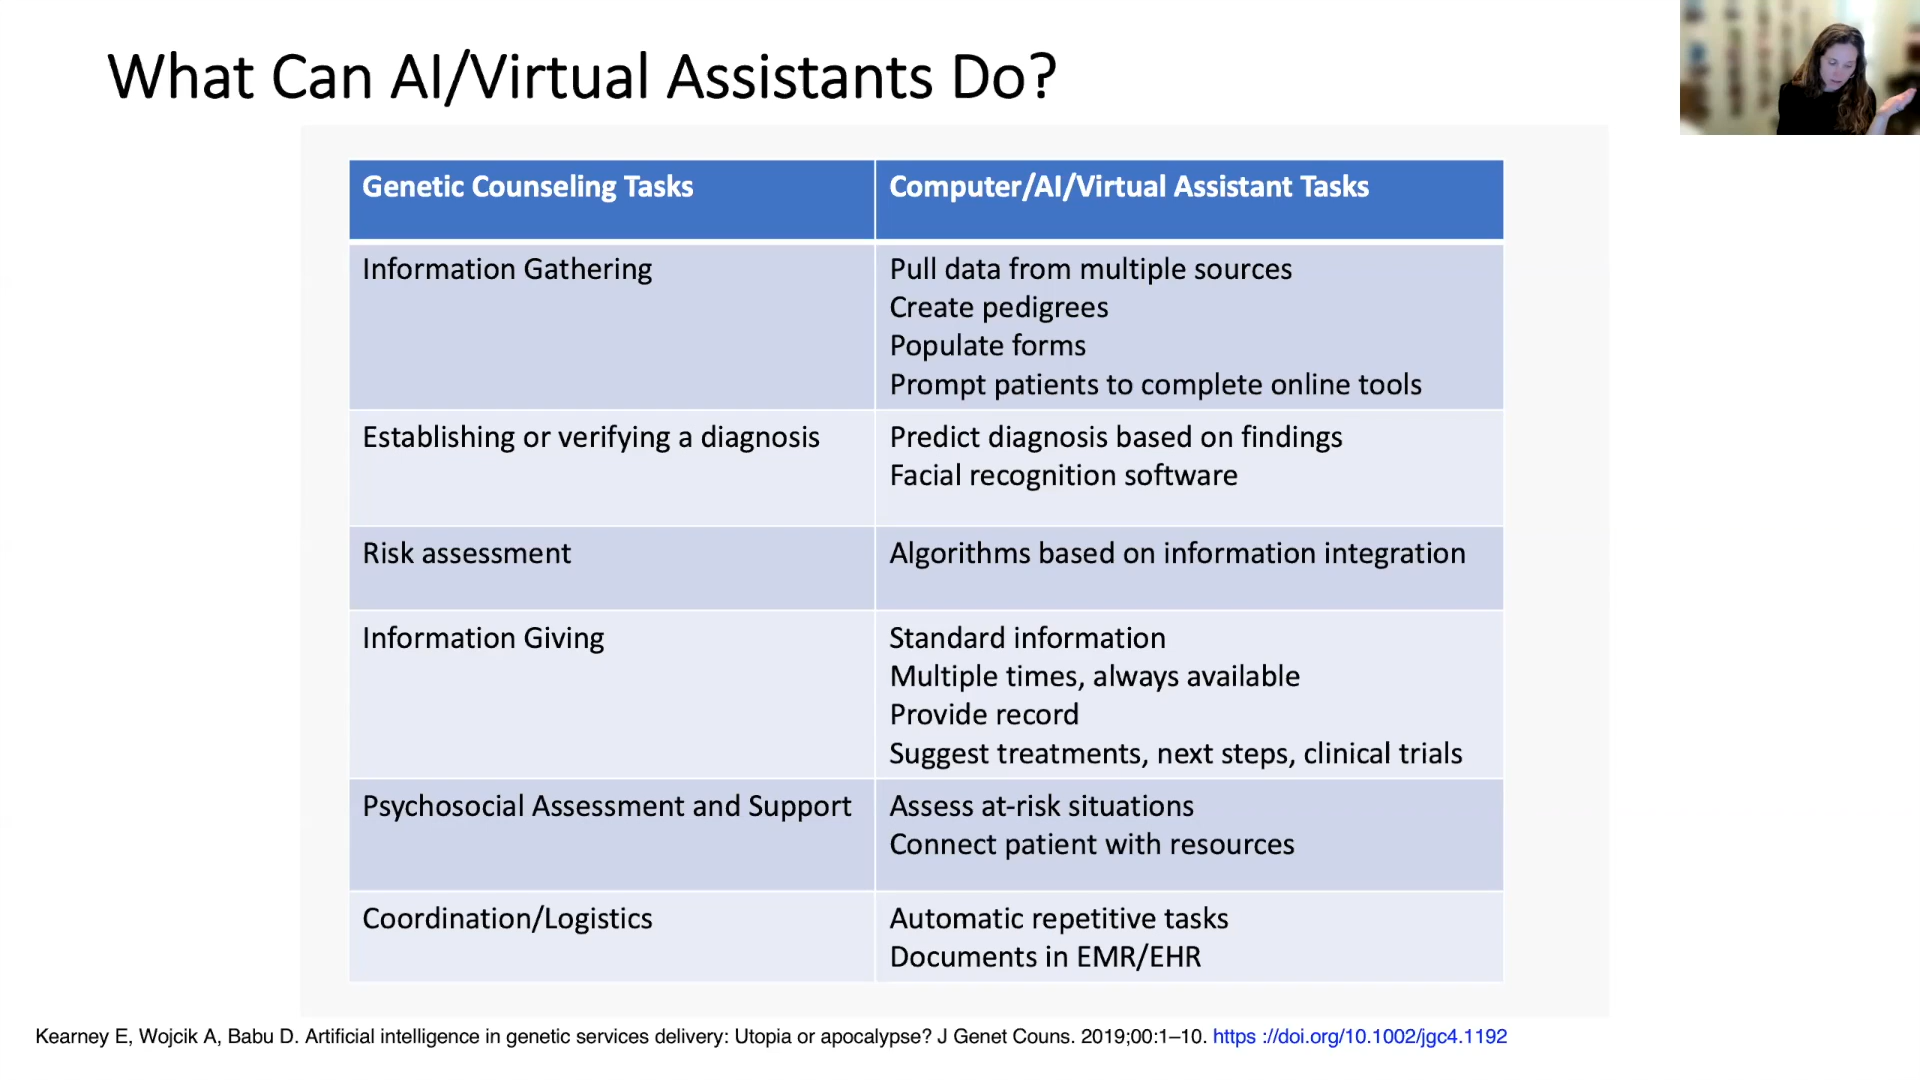 What Can AI/Virtual Assistants Do?
Genetic Counseling Tasks
Computer/AI/Virtual Assistant Tasks
Information Gathering
Pull data from multiple sources
Create pedigrees
Populate forms
Prompt patients to complete online tools
Establishing or verifying a diagnosis
Predict diagnosis based on findings
Facial recognition software
Risk assessment
Algorithms based on information integration
Information Giving
Standard information
Multiple times, always available
Provide record
Suggest treatments, next steps, clinical trials
Psychosocial Assessment and Support
Assess at-risk situations
Connect patient with resources
Coordination/Logistics
Automatic repetitive tasks
Documents in EMR/EHR
Kearney E, Wojcik A, Babu D. Artificial intelligence in genetic services delivery: Utopia or apocalypse? J Genet Couns. 2019;00:1–10. https ://doi.org/10.1002/jgc4.1192